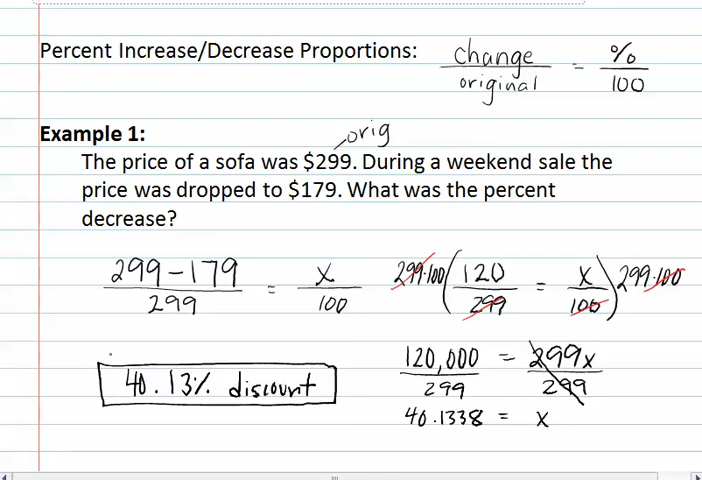 Percent Increase/Decrease Proportions: change/original = %/100
Example 1: orig
The price of a sofa was $299. During a weekend sale the
price was dropped to $179. What was the percent
decrease?
299-179/299 = x/100 299·100(120/299 = x/100)299·100
120,000/299 = 299x/299
40.13% discount
40.1338 = x